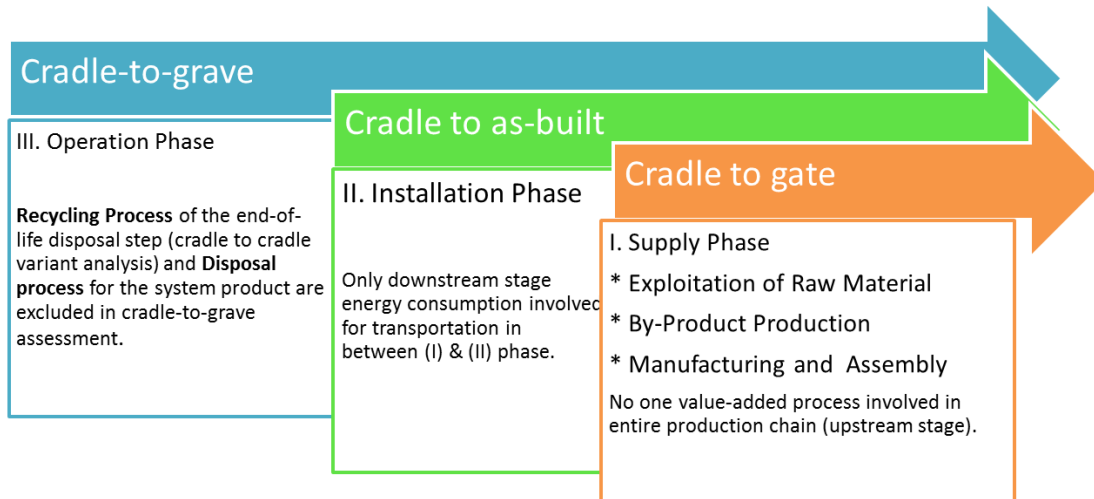 Cradle-to-grave
III. Operation Phase
Recycling Process of the end-of-
life disposal step (cradle to cradle
variant analysis) and Disposal
process for the system product are
excluded in cradle-to-grave
assessment.
Cradle to as-built
II. Installation Phase
Only downstream stage
energy consumption involved
for transportation in
between (I) & (II) phase.
Cradle to gate
I. Supply Phase
* Exploitation of Raw Material
* By-Product Production
* Manufacturing and Assembly
No one value-added process involved in
entire production chain (upstream stage).